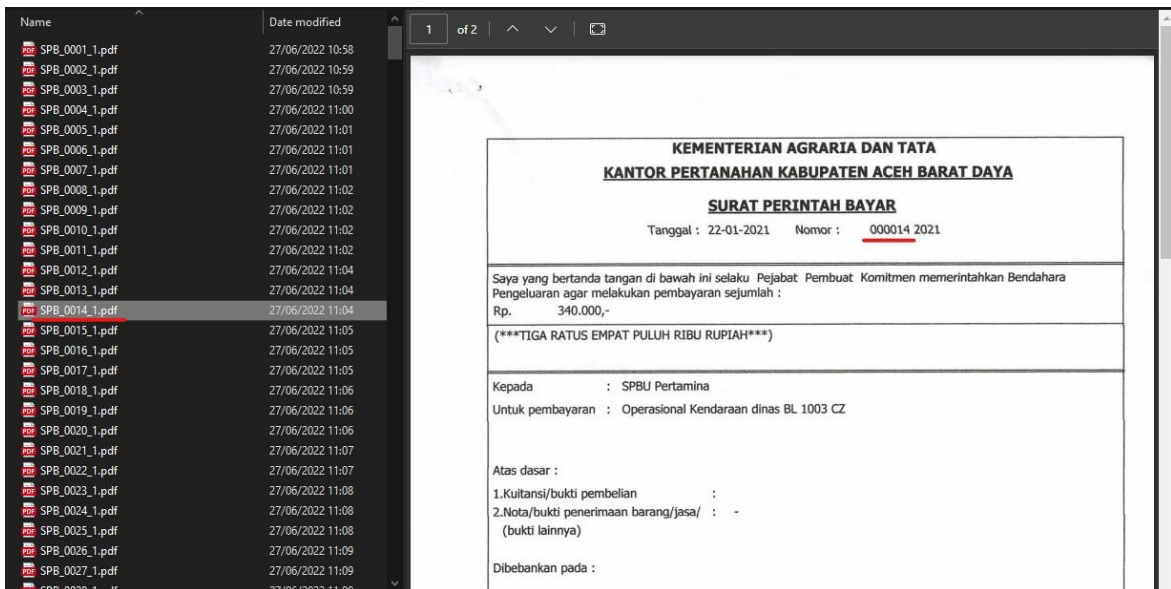 Name Date modified
SPB_0001_1.pdf 27/06/2022 10:58
SPB_0002_1.pdf 27/06/2022 10:59
SPB_0003_1.pdf 27/06/2022 10:59
SPB_0004_1.pdf 27/06/2022 11:00
SPB_0005_1.pdf 27/06/2022 11:01
SPB_0006_1.pdf 27/06/2022 11:01
SPB_0007_1.pdf 27/06/2022 11:01
SPB_0008_1.pdf 27/06/2022 11:02
SPB_0009_1.pdf 27/06/2022 11:02
SPB_0010_1.pdf 27/06/2022 11:02
SPB_0011_1.pdf 27/06/2022 11:02
SPB_0012_1.pdf 27/06/2022 11:04
SPB_0013_1.pdf 27/06/2022 11:04
SPB_0014_1.pdf 27/06/2022 11:04
SPB_0015_1.pdf 27/06/2022 11:05
SPB_0016_1.pdf 27/06/2022 11:05
SPB_0017_1.pdf 27/06/2022 11:05
SPB_0018_1.pdf 27/06/2022 11:06
SPB_0019_1.pdf 27/06/2022 11:06
SPB_0020_1.pdf 27/06/2022 11:06
SPB_0021_1.pdf 27/06/2022 11:07
SPB_0022_1.pdf 27/06/2022 11:07
SPB_0023_1.pdf 27/06/2022 11:08
SPB_0024_1.pdf 27/06/2022 11:08
SPB_0025_1.pdf 27/06/2022 11:08
SPB_0026_1.pdf 27/06/2022 11:09
SPB_0027_1.pdf 27/06/2022 11:09
1 of 2
KEMENTERIAN AGRARIA DAN TATA
KANTOR PERTANAHAN KABUPATEN ACEH BARAT DAYA
SURAT PERINTAH BAYAR
Tanggal : 22-01-2021 Nomor : 000014 2021
Saya yang bertanda tangan di bawah ini selaku Pejabat Pembuat Komitmen memerintahkan Bendahara
Pengeluaran agar melakukan pembayaran sejumlah :
Rp. 340.000,-
(***TIGA RATUS EMPAT PULUH RIBU RUPIAH***)
Kepada : SPBU Pertamina
Untuk pembayaran : Operasional Kendaraan dinas BL 1003 CZ
Atas dasar :
1.Kuitansi/bukti pembelian :
2.Nota/bukti penerimaan barang/jasa/ : -
(bukti lainnya)
Dibebankan pada :